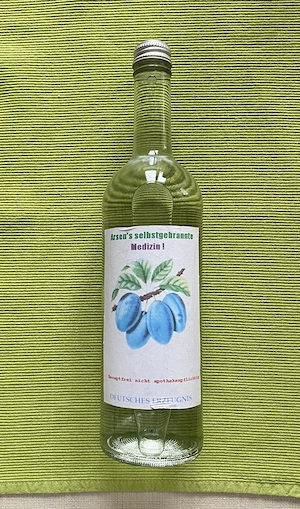 Arsen's selbstgebrannte
Medizin !
Rezeptfrei nicht apothekenpflichtig
DEUTSCHES ERZEUGNIS